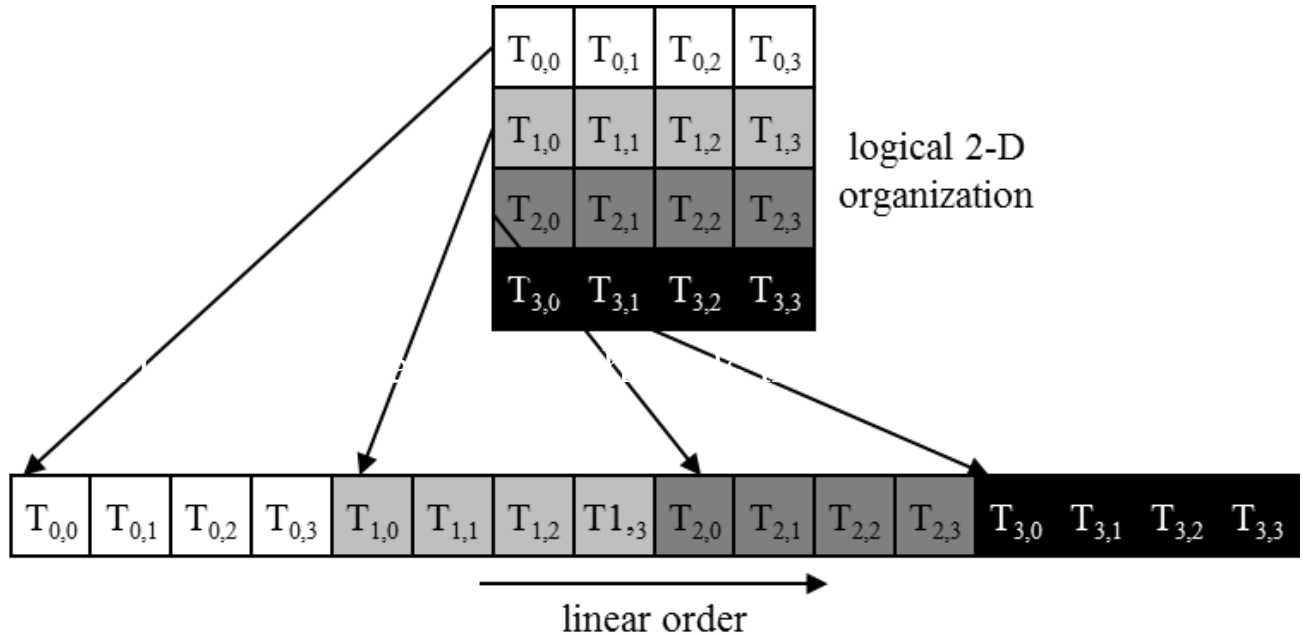 T0,0 T0,1 T0,2 T0,3
T1,0 T1,1 T1,2 T1,3
T2,0 T2,1 T2,2 T2,3
T3,0 T3,1 T3,2 T3,3
logical 2-D
organization
T0,0 T0,1 T0,2 T0,3 T1,0 T1,1 T1,2 T1,3 T2,0 T2,1 T2,2 T2,3 T3,0 T3,1 T3,2 T3,3
linear order